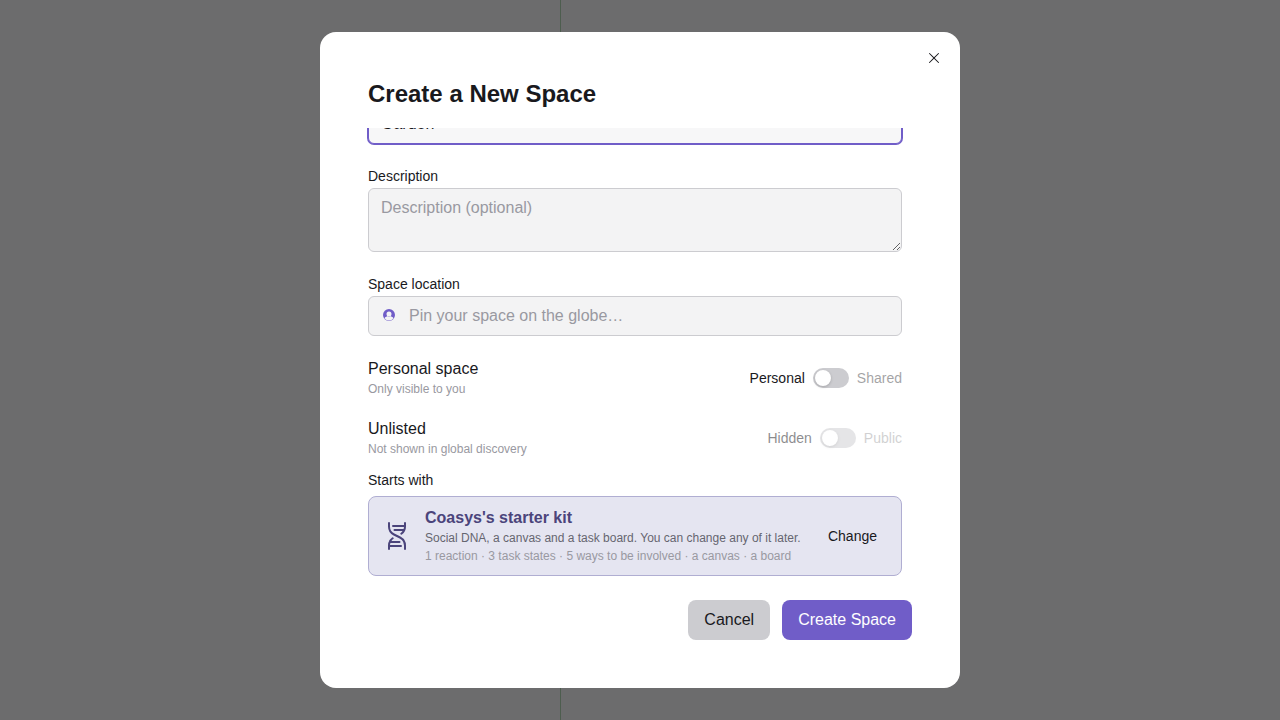 Create a New Space
Description
Description (optional)
Space location
Pin your space on the globe…
Personal space
Only visible to you
Personal
Shared
Unlisted
Not shown in global discovery
Hidden
Public
Starts with
Coasys's starter kit
Social DNA, a canvas and a task board. You can change any of it later.
1 reaction · 3 task states · 5 ways to be involved · a canvas · a board
Change
Cancel
Create Space